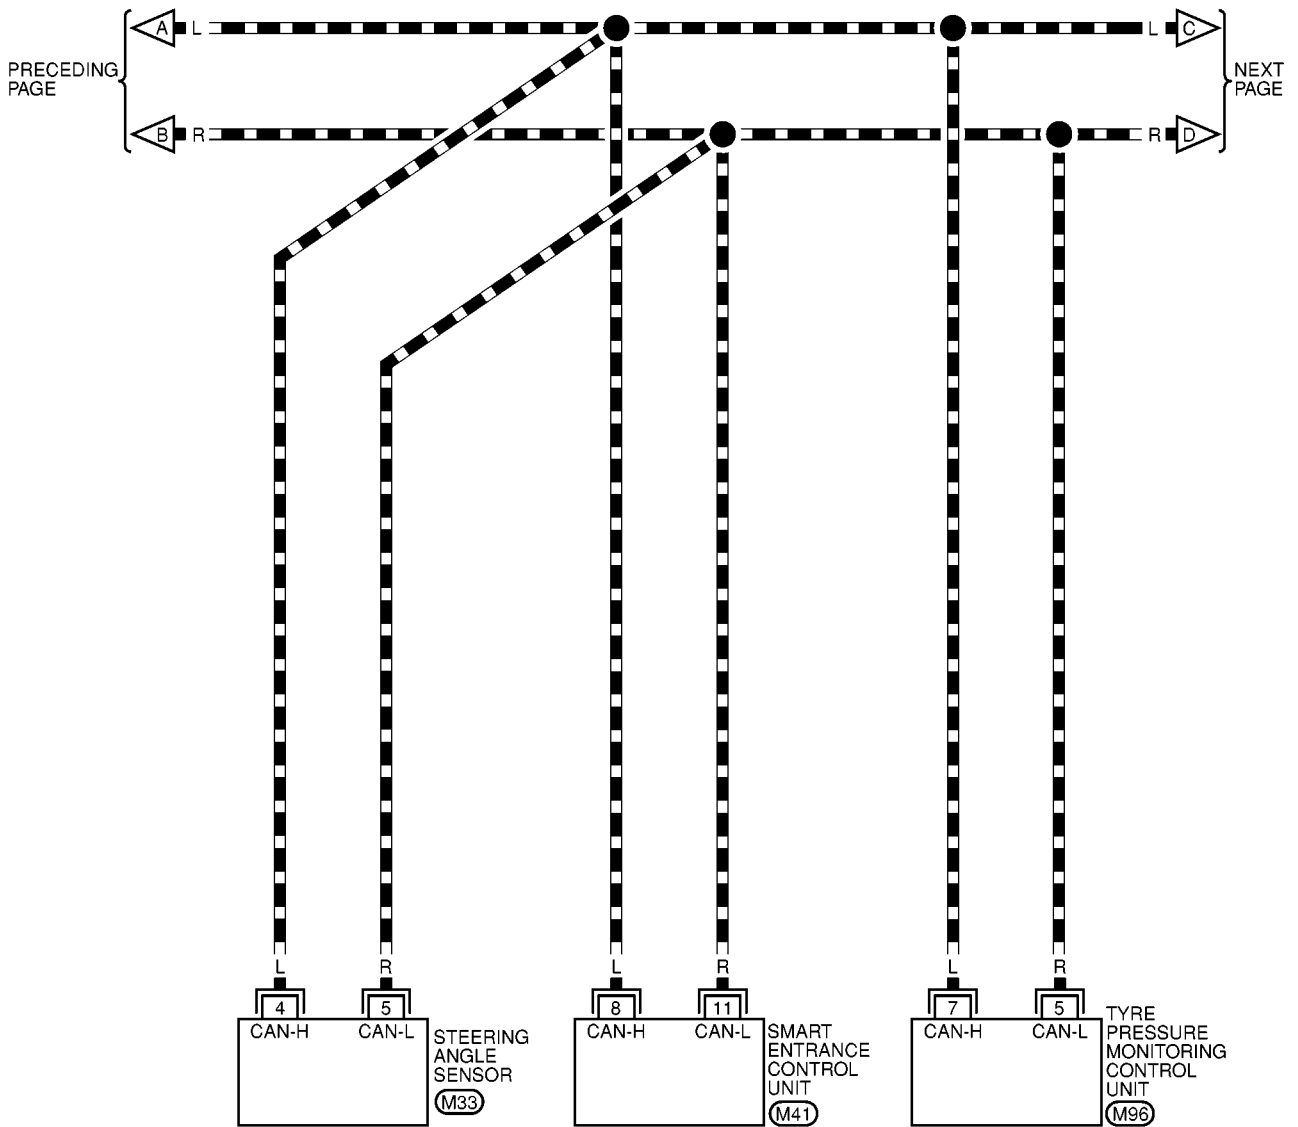 A L L C
PRECEDING
PAGE
NEXT
PAGE
B R R D
L R L R L R
4 5 8 11 7 5
CAN-H CAN-L
STEERING
ANGLE
SENSOR
M33
CAN-H CAN-L
SMART
ENTRANCE
CONTROL
UNIT
M41
CAN-H CAN-L
TYRE
PRESSURE
MONITORING
CONTROL
UNIT
M96